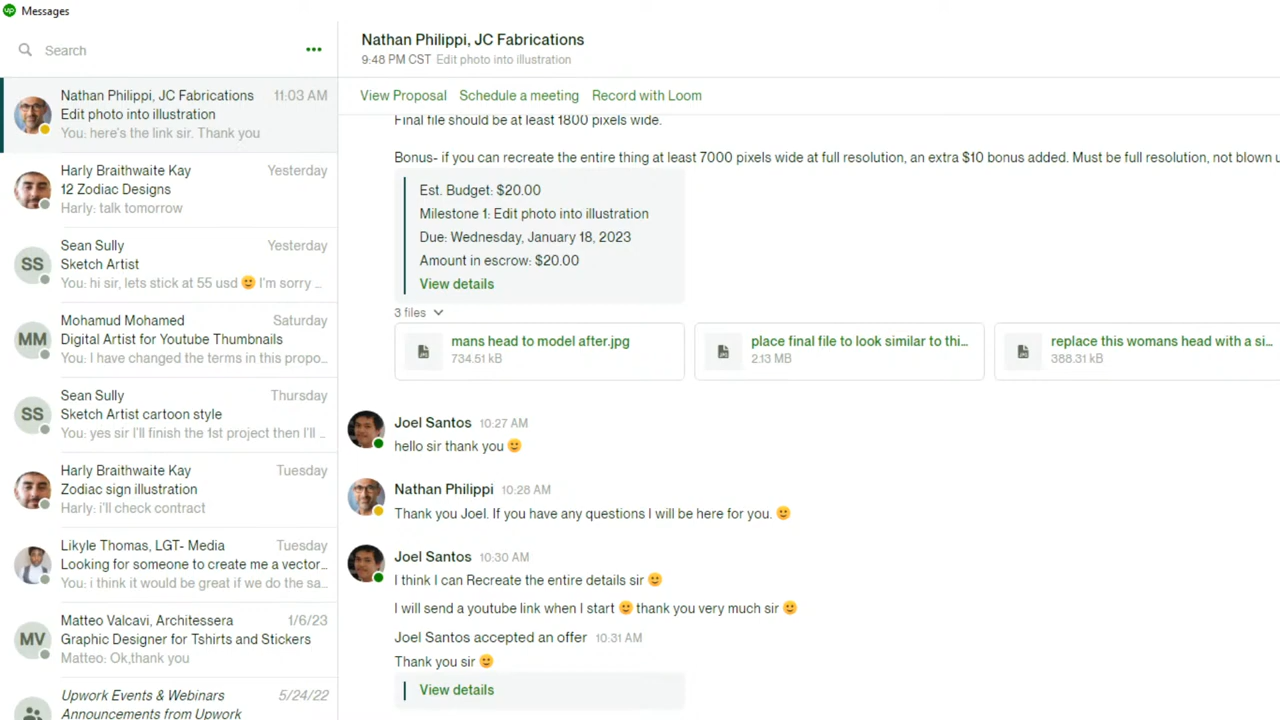 up Messages
Search
Nathan Philippi, JC Fabrications 11:03 AM
Edit photo into illustration
You: here's the link sir. Thank you
Harly Braithwaite Kay Yesterday
12 Zodiac Designs
Harly: talk tomorrow
SS Sean Sully Yesterday
Sketch Artist
You: hi sir, lets stick at 55 usd 🙂 I'm sorry ...
MM Mohamud Mohamed Saturday
Digital Artist for Youtube Thumbnails
You: I have changed the terms in this propo...
SS Sean Sully Thursday
Sketch Artist cartoon style
You: yes sir I'll finish the 1st project then I'll ...
Harly Braithwaite Kay Tuesday
Zodiac sign illustration
Harly: i'll check contract
Likyle Thomas, LGT- Media Tuesday
Looking for someone to create me a vector...
You: i think it would be great if we do the sa...
MV Matteo Valcavi, Architessera 1/6/23
Graphic Designer for Tshirts and Stickers
Matteo: Ok,thank you
Upwork Events & Webinars 5/24/22
Announcements from Upwork
Nathan Philippi, JC Fabrications
9:48 PM CST Edit photo into illustration
View Proposal Schedule a meeting Record with Loom
Final file should be at least 1800 pixels wide.
Bonus- if you can recreate the entire thing at least 7000 pixels wide at full resolution, an extra $10 bonus added. Must be full resolution, not blown
Est. Budget: $20.00
Milestone 1: Edit photo into illustration
Due: Wednesday, January 18, 2023
Amount in escrow: $20.00
View details
3 files
mans head to model after.jpg
734.51 kB
place final file to look similar to thi...
2.13 MB
replace this womans head with a si...
388.31 kB
Joel Santos 10:27 AM
hello sir thank you 🙂
Nathan Philippi 10:28 AM
Thank you Joel. If you have any questions I will be here for you. 🙂
Joel Santos 10:30 AM
I think I can Recreate the entire details sir 🙂
I will send a youtube link when I start 🙂 thank you very much sir 🙂
Joel Santos accepted an offer 10:31 AM
Thank you sir 🙂
View details